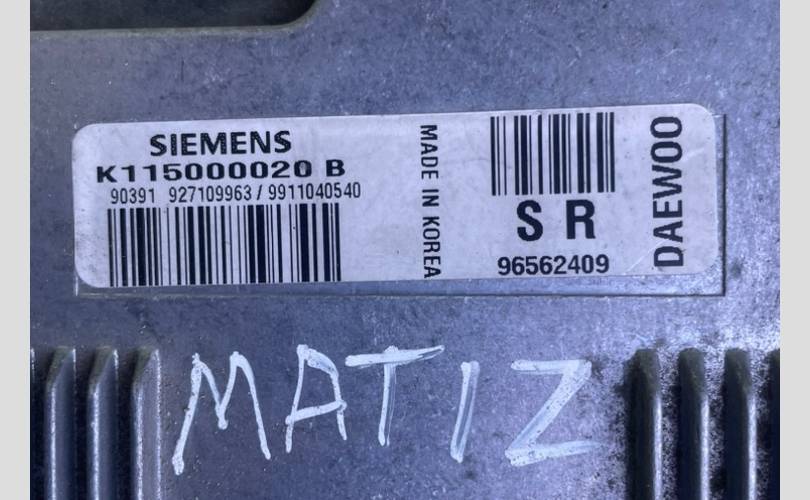 SIEMENS
K115000020 B
90391 927109963 / 9911040540
MADE IN KOREA
S R
96562409
DAEWOO
MATIZ